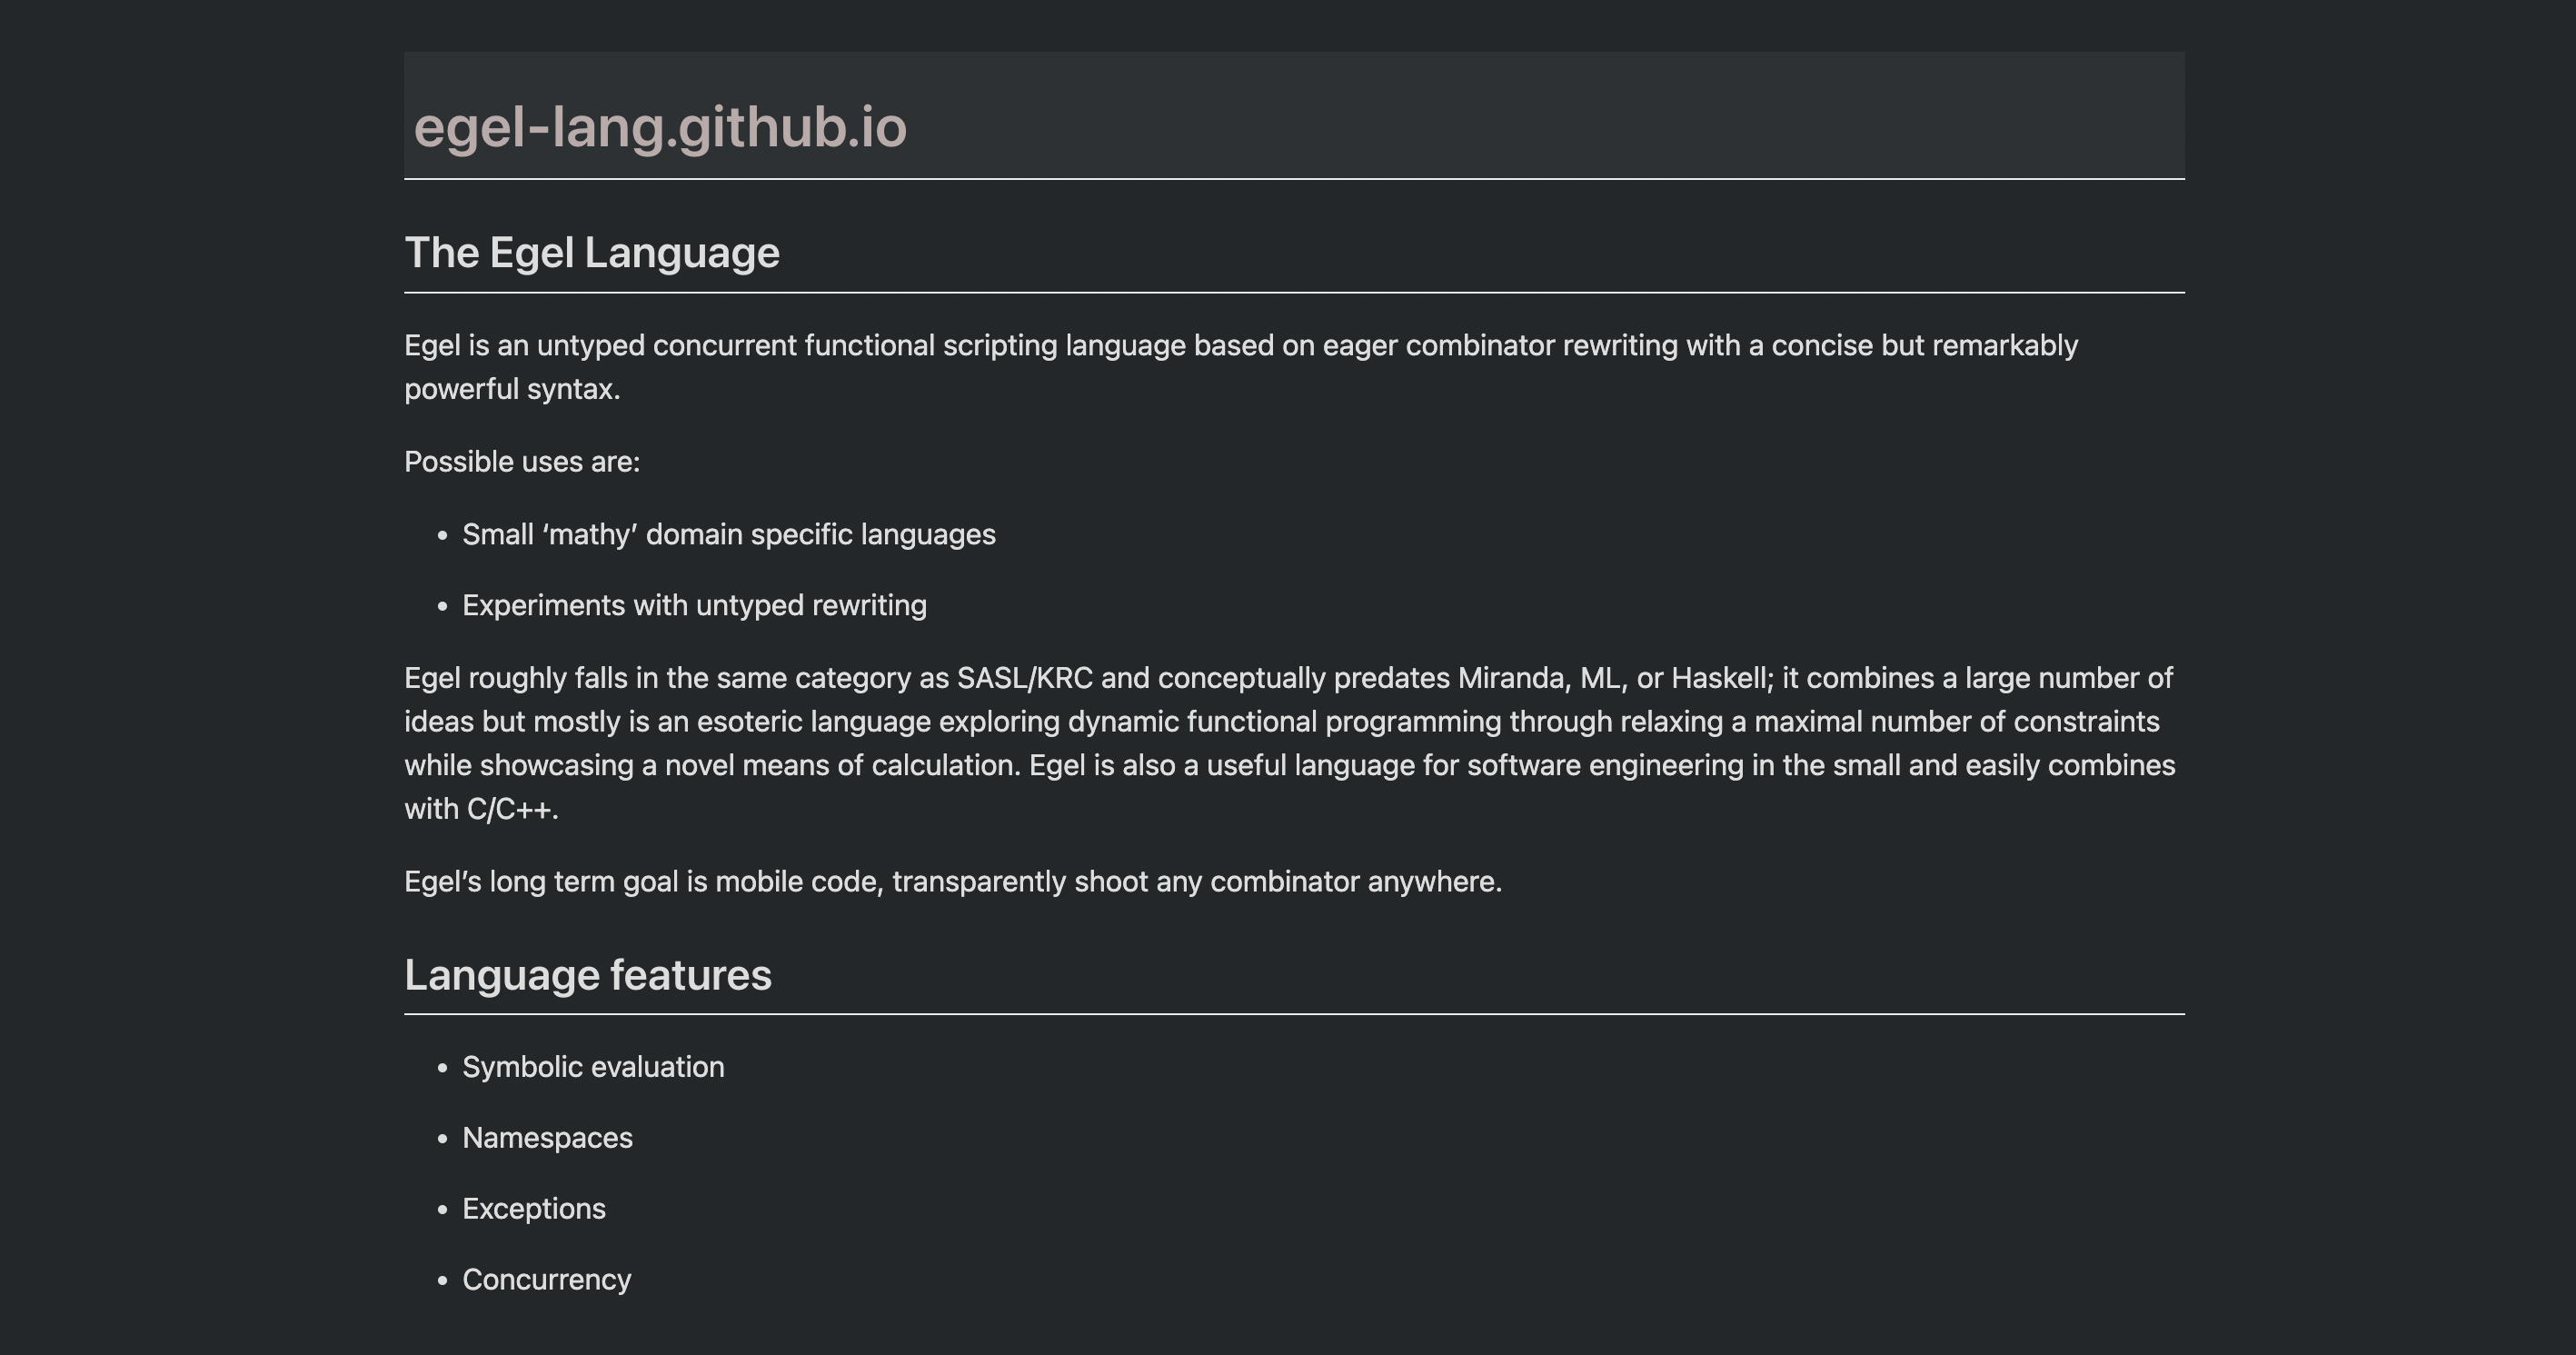 egel-lang.github.io
The Egel Language
Egel is an untyped concurrent functional scripting language based on eager combinator rewriting with a concise but remarkably
powerful syntax.
Possible uses are:
• Small ‘mathy’ domain specific languages
• Experiments with untyped rewriting
Egel roughly falls in the same category as SASL/KRC and conceptually predates Miranda, ML, or Haskell; it combines a large number of
ideas but mostly is an esoteric language exploring dynamic functional programming through relaxing a maximal number of constraints
while showcasing a novel means of calculation. Egel is also a useful language for software engineering in the small and easily combines
with C/C++.
Egel’s long term goal is mobile code, transparently shoot any combinator anywhere.
Language features
• Symbolic evaluation
• Namespaces
• Exceptions
• Concurrency